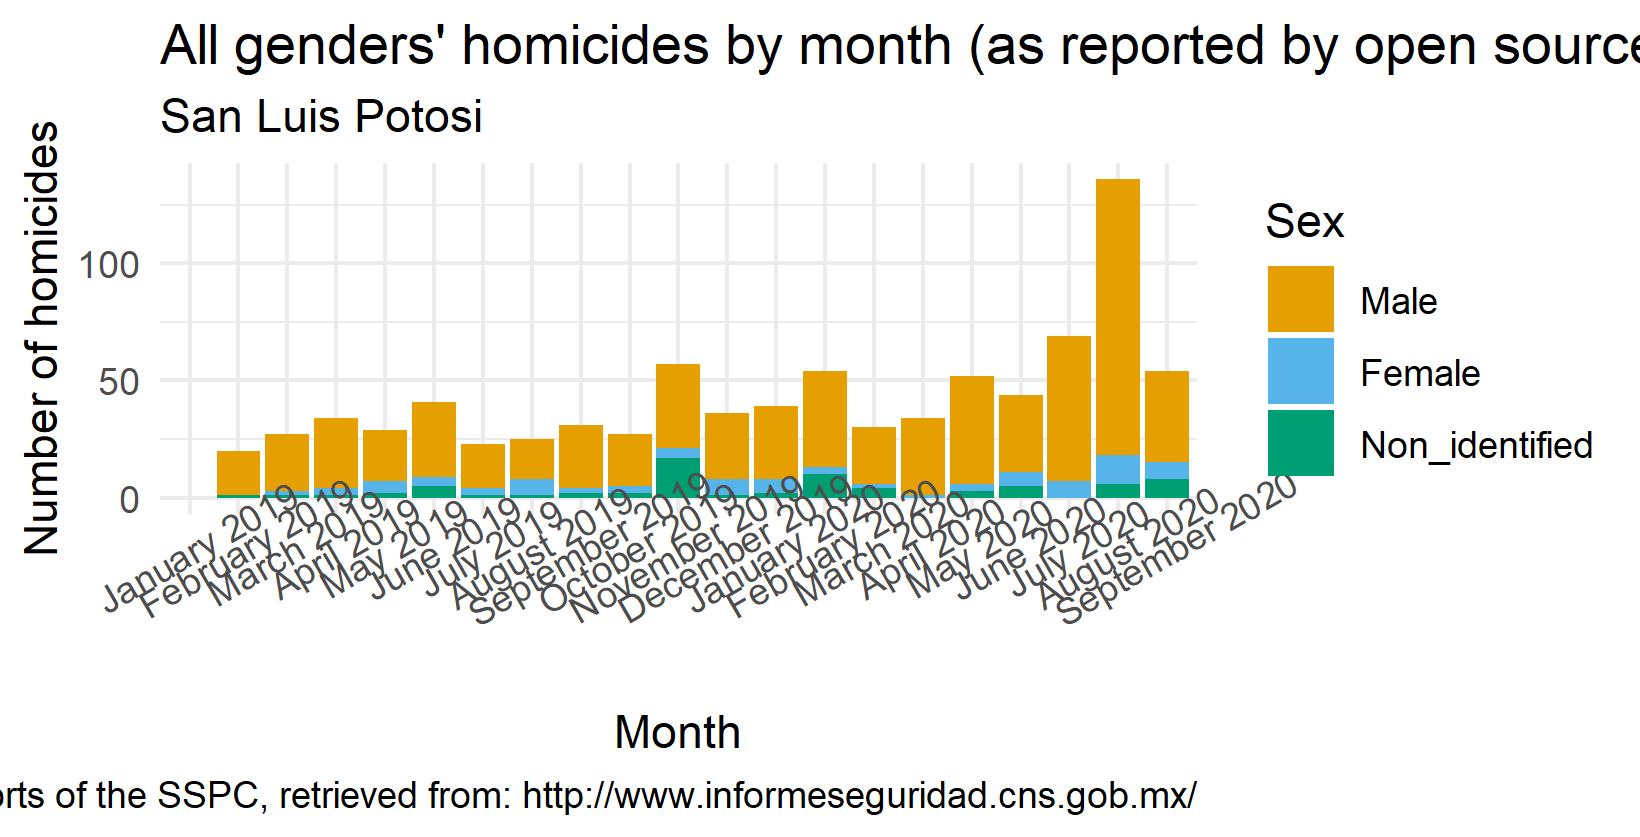 All genders' homicides by month (as reported by open source
San Luis Potosi
Number of homicides
100
50
0
Sex
Male
Female
Non_identified
January 2019
February 2019
March 2019
April 2019
May 2019
June 2019
July 2019
August 2019
September 2019
October 2019
November 2019
December 2019
January 2020
February 2020
March 2020
April 2020
May 2020
June 2020
July 2020
August 2020
September 2020
Month
orts of the SSPC, retrieved from: http://www.informeseguridad.cns.gob.mx/